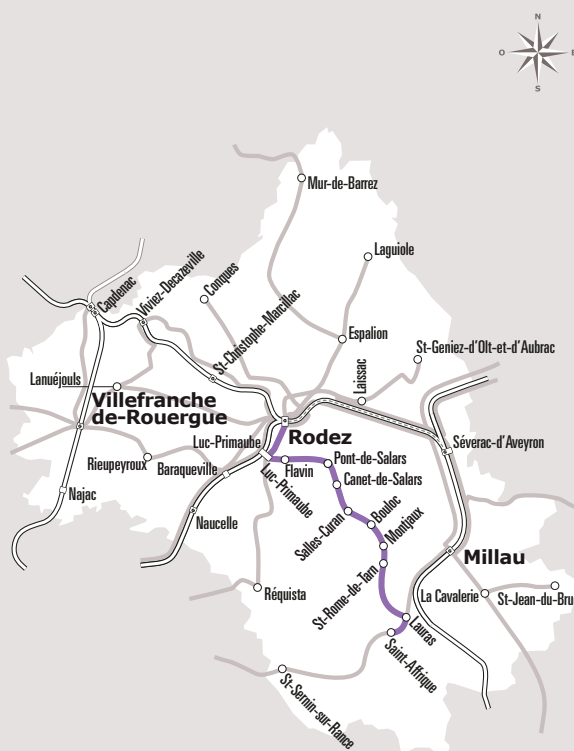 N
O
E
S
Mur-de-Barrez
Laguiole
Capdenac
Viviez-Decazeville
Conques
St-Christophe-Marcillac
Espalion
St-Geniez-d'Olt-et-d'Aubrac
Laissac
Lanuéjouls
Villefranche
de-Rouergue
Rodez
Luc-Primaube
Séverac-d'Aveyron
Rieupeyroux
Baraqueville
Luc-Primaube
Flavin
Pont-de-Salars
Canet-de-Salars
Najac
Naucelle
Salles-Curan
Bouloc
Montjaux
Millau
Réquista
St-Rome-de-Tarn
La Cavalerie
St-Jean-du-Bru
Lauras
Saint-Affrique
St-Sernin-sur-Rance